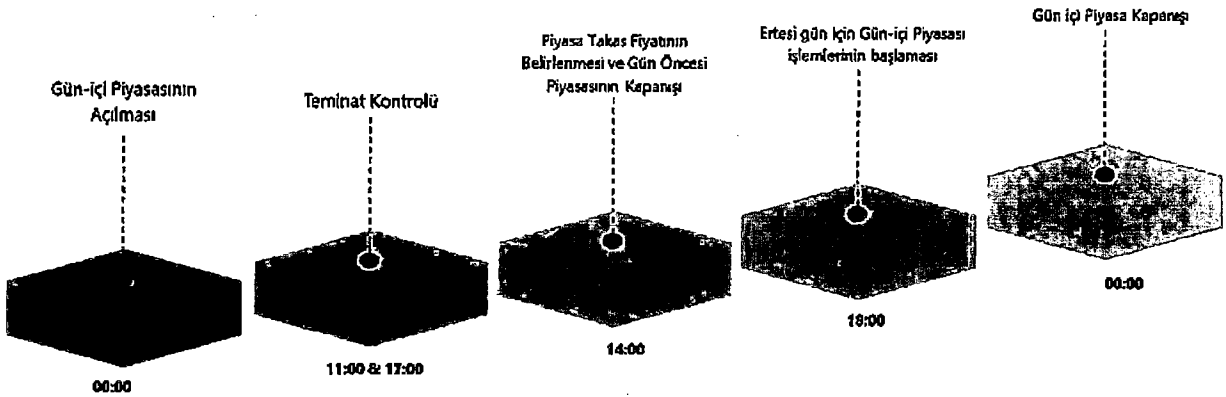 Gün-içi Piyasasının
Açılması
00:00
Teminat Kontrolü
11:00 & 17:00
Piyasa Takas Fiyatının
Belirlenmesi ve Gün Öncesi
Piyasasının Kapanışı
14:00
Ertesi gün için Gün-içi Piyasası
işlemlerinin başlaması
18:00
Gün içi Piyasa Kapanışı
00:00